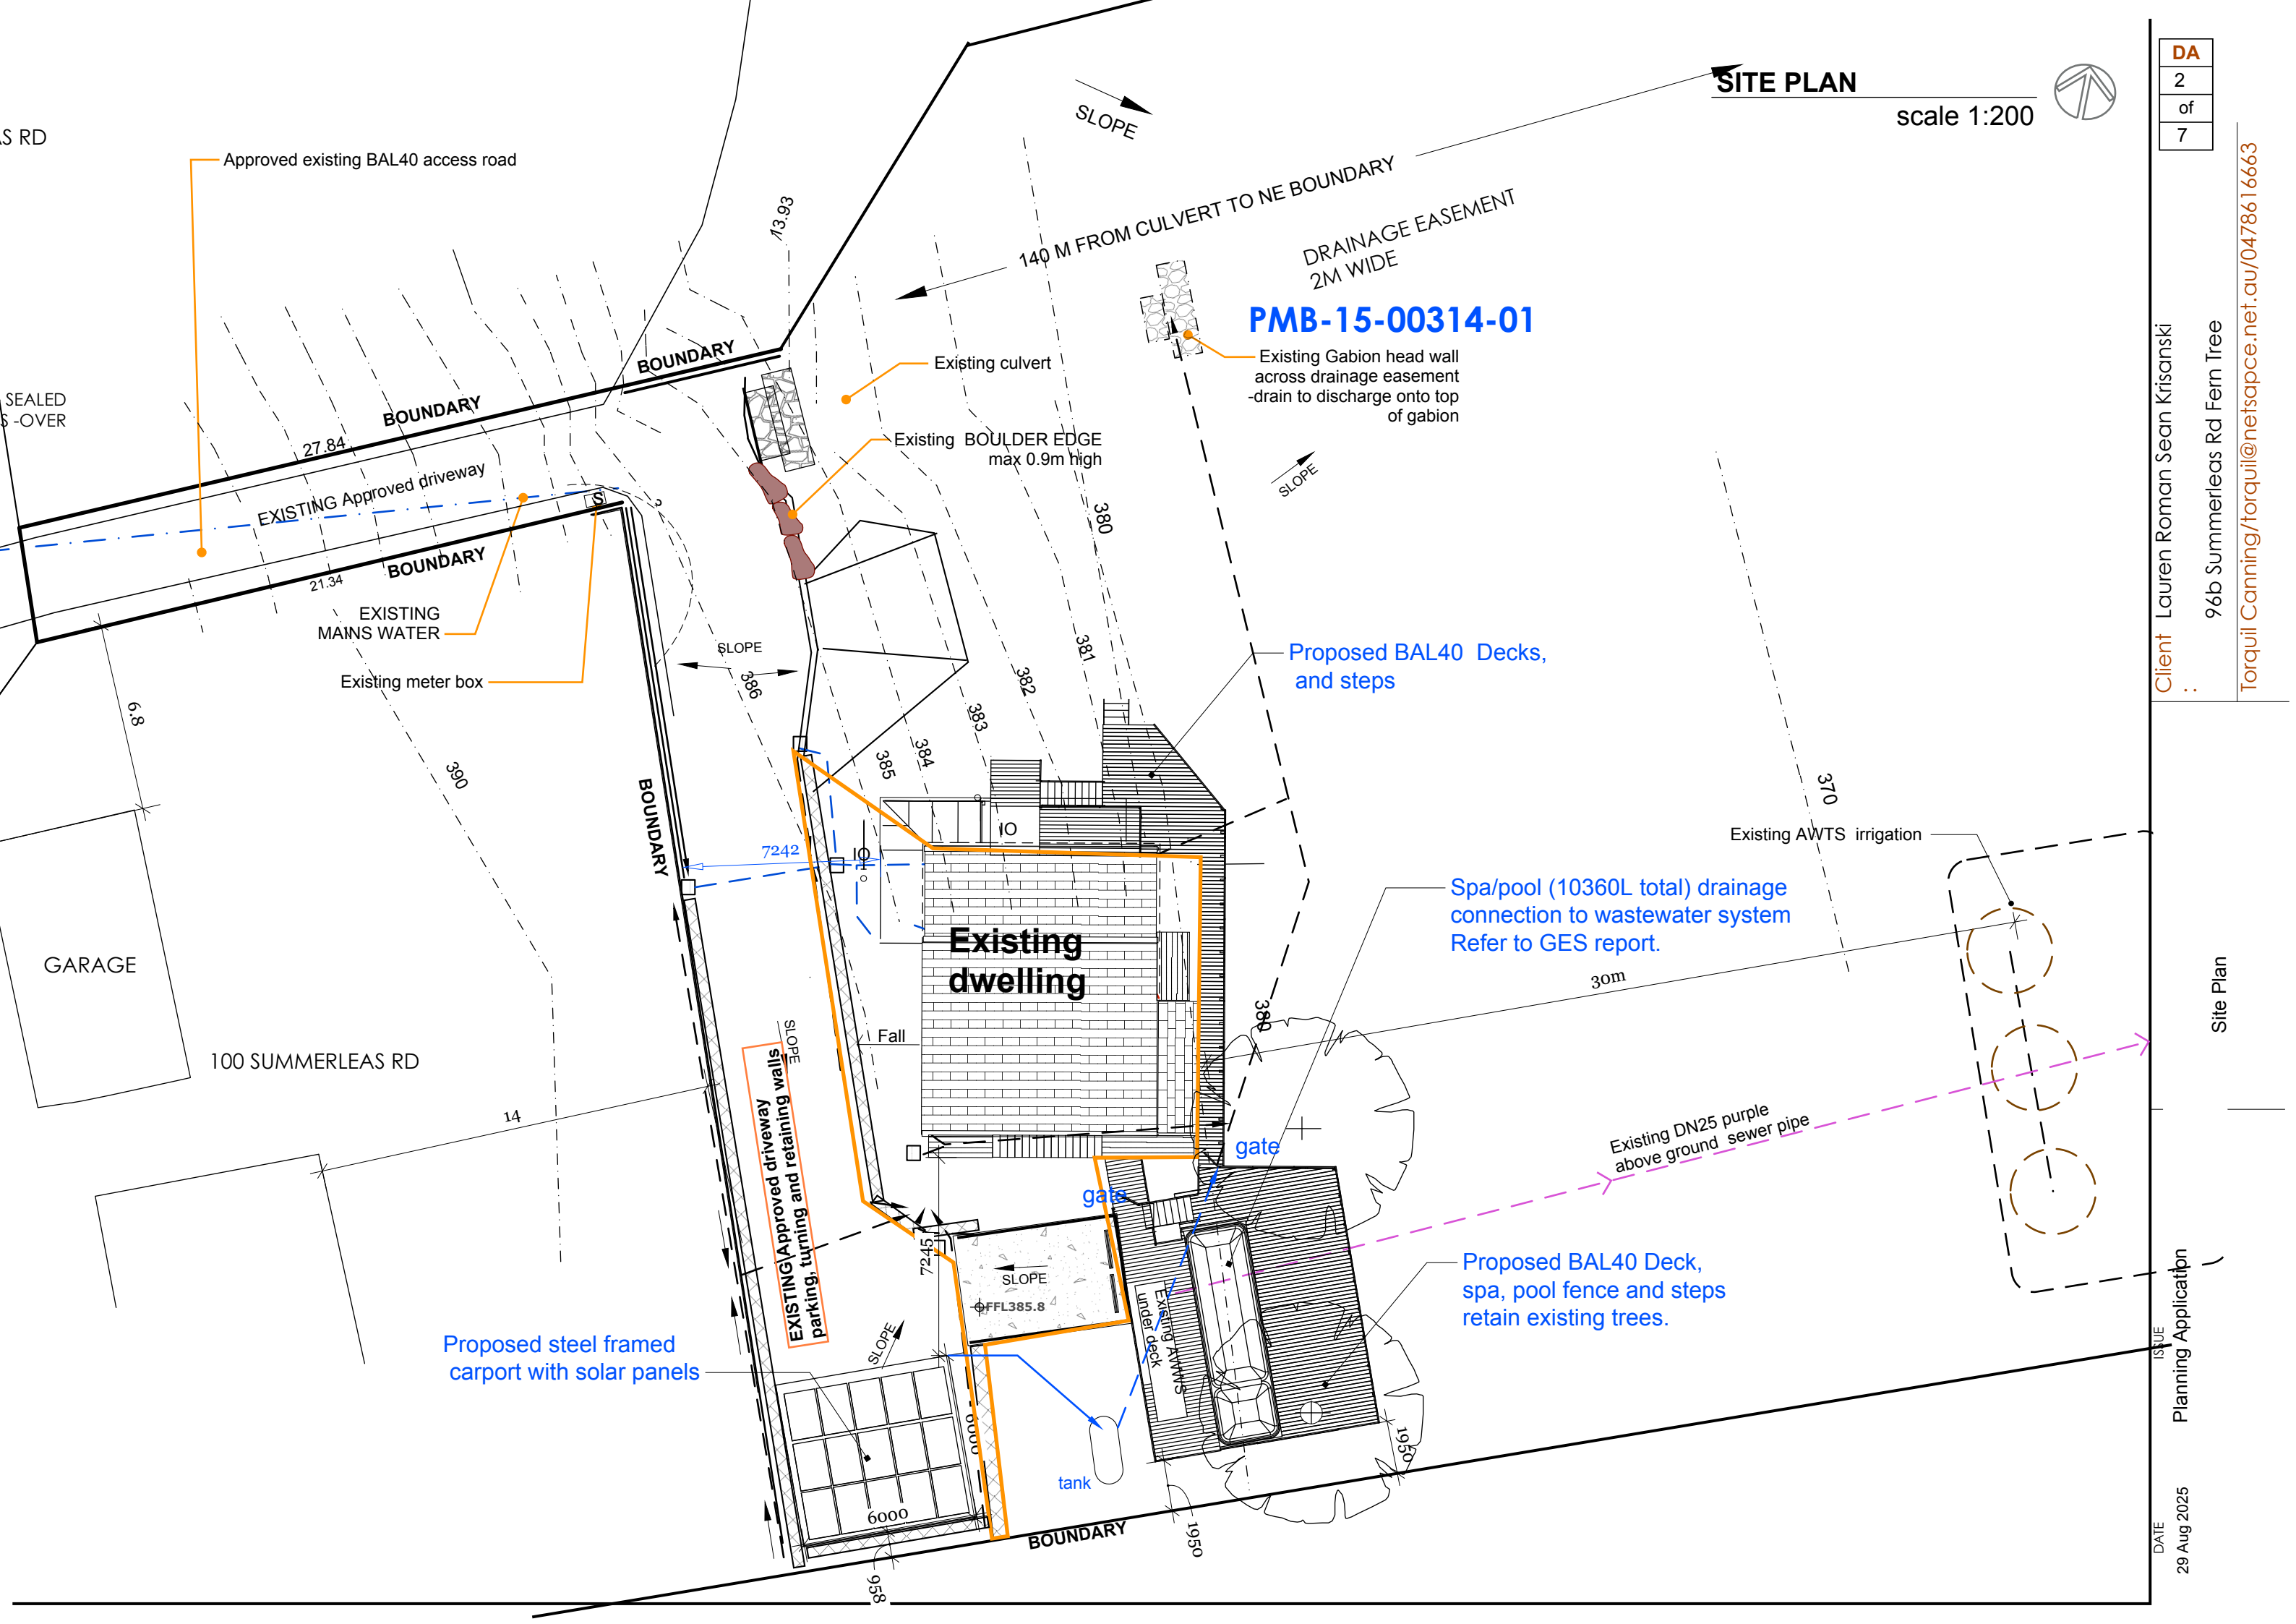 SITE PLAN
scale 1:200
DA
2
of
7
AS RD
Approved existing BAL40 access road
SLOPE
140 M FROM CULVERT TO NE BOUNDARY
DRAINAGE EASEMENT
2M WIDE
PMB-15-00314-01
Existing Gabion head wall
across drainage easement
-drain to discharge onto top
of gabion
13.93
BOUNDARY
Existing culvert
SEALED
S -OVER
BOUNDARY
27.84
Existing BOULDER EDGE
max 0.9m high
EXISTING Approved driveway
S
SLOPE
380
BOUNDARY
21.34
EXISTING
MAINS WATER
Existing meter box
SLOPE
386
381
382
383
384
385
Proposed BAL40 Decks,
and steps
6.8
390
BOUNDARY
370
Existing AWTS irrigation
7242
IO
IO
Spa/pool (10360L total) drainage
connection to wastewater system
Refer to GES report.
GARAGE
Existing
dwelling
30m
380
Fall
SLOPE
100 SUMMERLEAS RD
14
EXISTING Approved driveway
parking, turning and retaining walls
gate
gate
Existing DN25 purple
above ground sewer pipe
7245
SLOPE
FFL385.8
Existing AWWS
under deck
Proposed BAL40 Deck,
spa, pool fence and steps
retain existing trees.
SLOPE
Proposed steel framed
carport with solar panels
6000
1950
tank
6000
BOUNDARY
1950
958
Client Lauren Roman Sean Krisanski
:
96b Summerleas Rd Fern Tree
Torquil Canning/torquil@netsapce.net.au/0478616663
Site Plan
ISSUE
Planning Application
DATE
29 Aug 2025